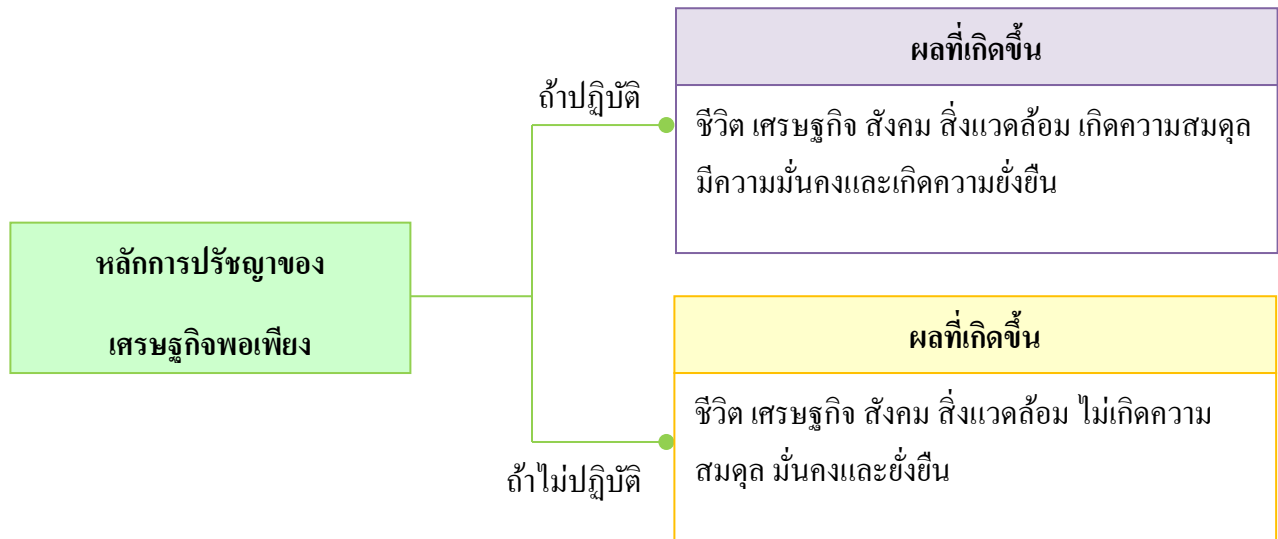 หลักการปรัชญาของ
เศรษฐกิจพอเพียง
ถ้าปฏิบัติ
ผลที่เกิดขึ้น
ชีวิต เศรษฐกิจ สังคม สิ่งแวดล้อม เกิดความสมดุล
มีความมั่นคงและเกิดความยั่งยืน
ถ้าไม่ปฏิบัติ
ผลที่เกิดขึ้น
ชีวิต เศรษฐกิจ สังคม สิ่งแวดล้อม ไม่เกิดความ
สมดุล มั่นคงและยั่งยืน